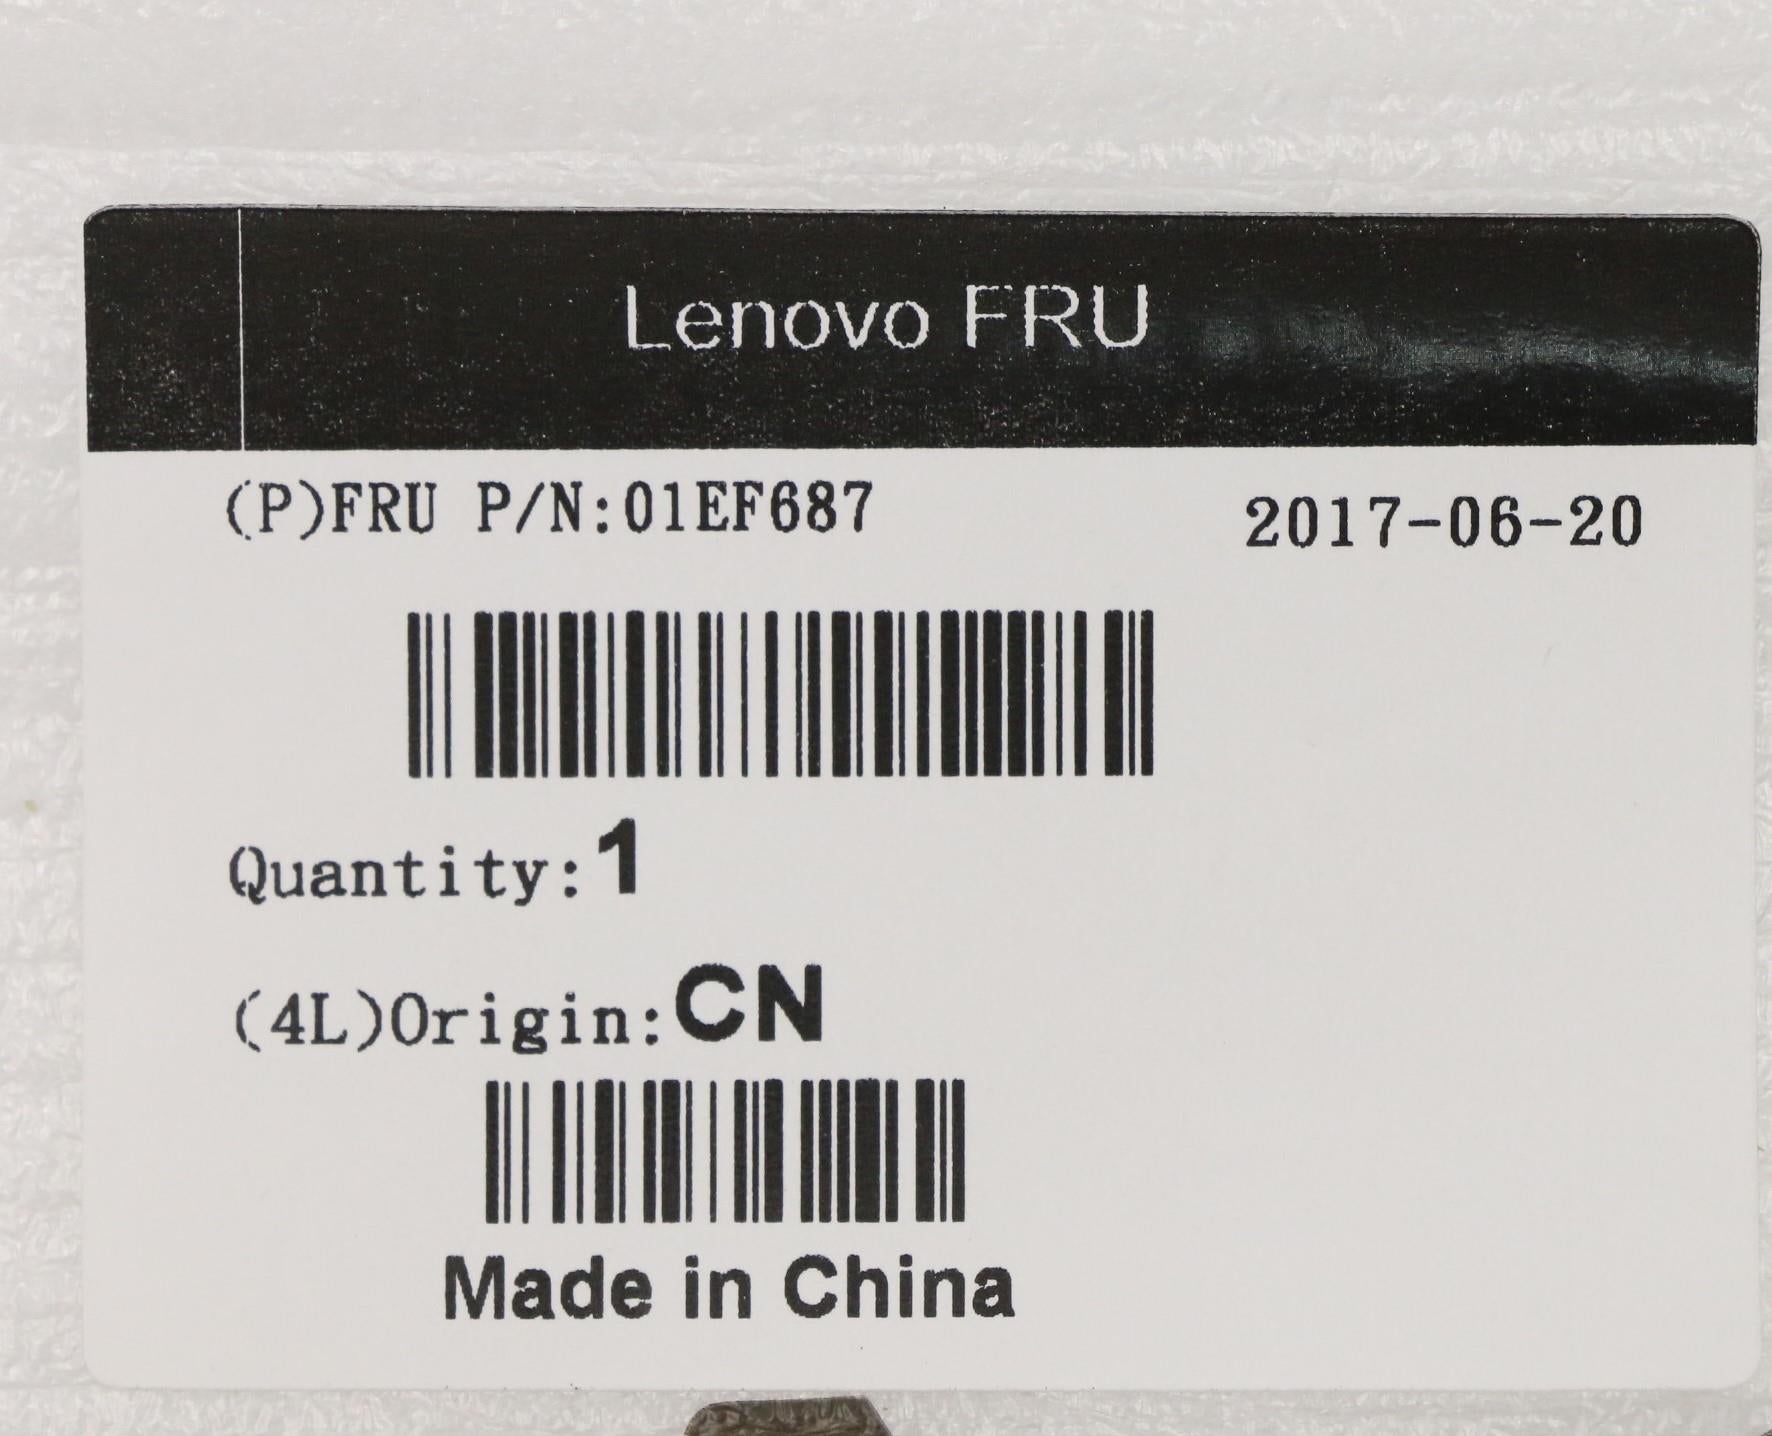 Lenovo FRU
(P)FRU P/N:01EF687 2017-06-20
Quantity:1
(4L)Origin:CN
Made in China